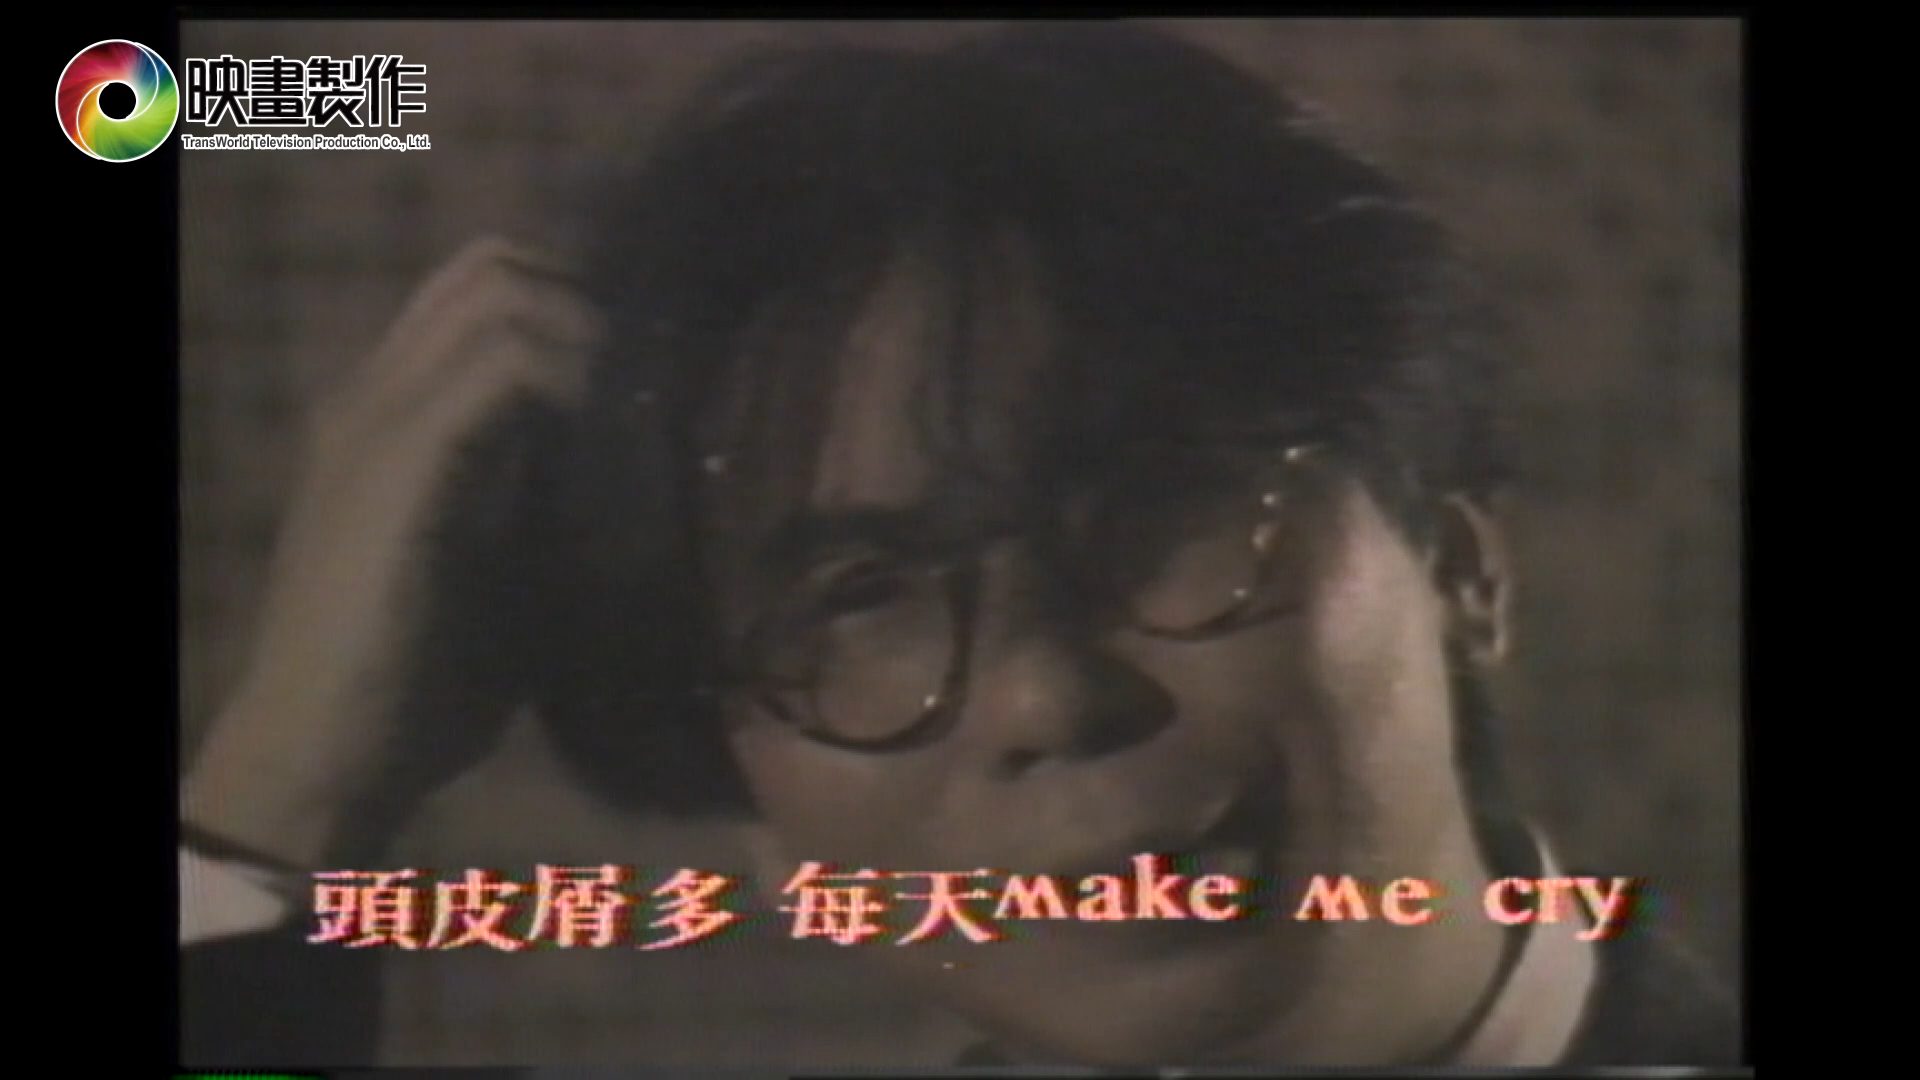 映畫製作
TransWorld Television Production Co., Ltd.
頭皮屑多 每天make me cry